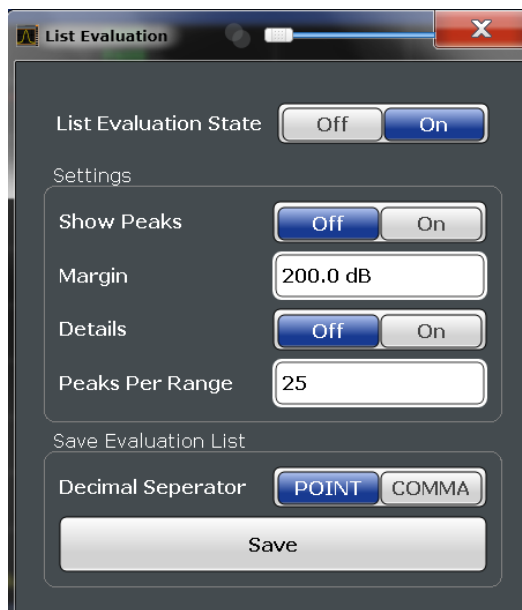 List Evaluation
X
List Evaluation State Off On
Settings
Show Peaks Off On
Margin 200.0 dB
Details Off On
Peaks Per Range 25
Save Evaluation List
Decimal Seperator POINT COMMA
Save